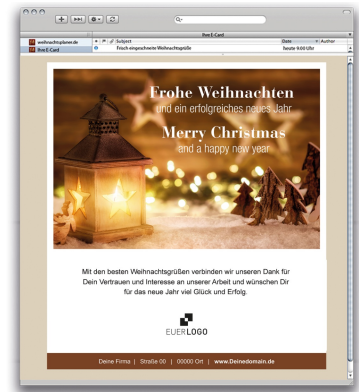 Ihre E-Card
weihnachtsplaner.de
Ihre E-Card
Subject Date Author
Frisch eingeschneite Weihnachtsgrüße heute 9.00 Uhr
Frohe Weihnachten
und ein erfolgreiches neues Jahr
Merry Christmas
and a happy new year
Mit den besten Weihnachtsgrüßen verbinden wir unseren Dank für
Dein Vertrauen und Interesse an unserer Arbeit und wünschen Dir
für das neue Jahr viel Glück und Erfolg.
EUER LOGO
Deine Firma | Straße 00 | 00000 Ort | www.Deinedomain.de